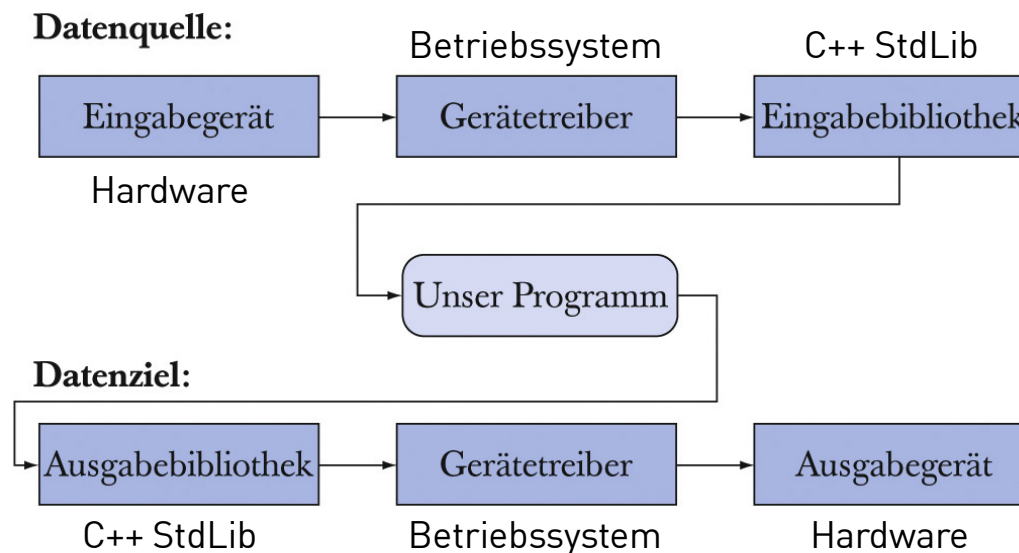 Datenquelle:
Betriebssystem
C++ StdLib
Eingabegerät
Gerätetreiber
Eingabebibliothek
Hardware
Unser Programm
Datenziel:
Ausgabebibliothek
Gerätetreiber
Ausgabegerät
C++ StdLib
Betriebssystem
Hardware